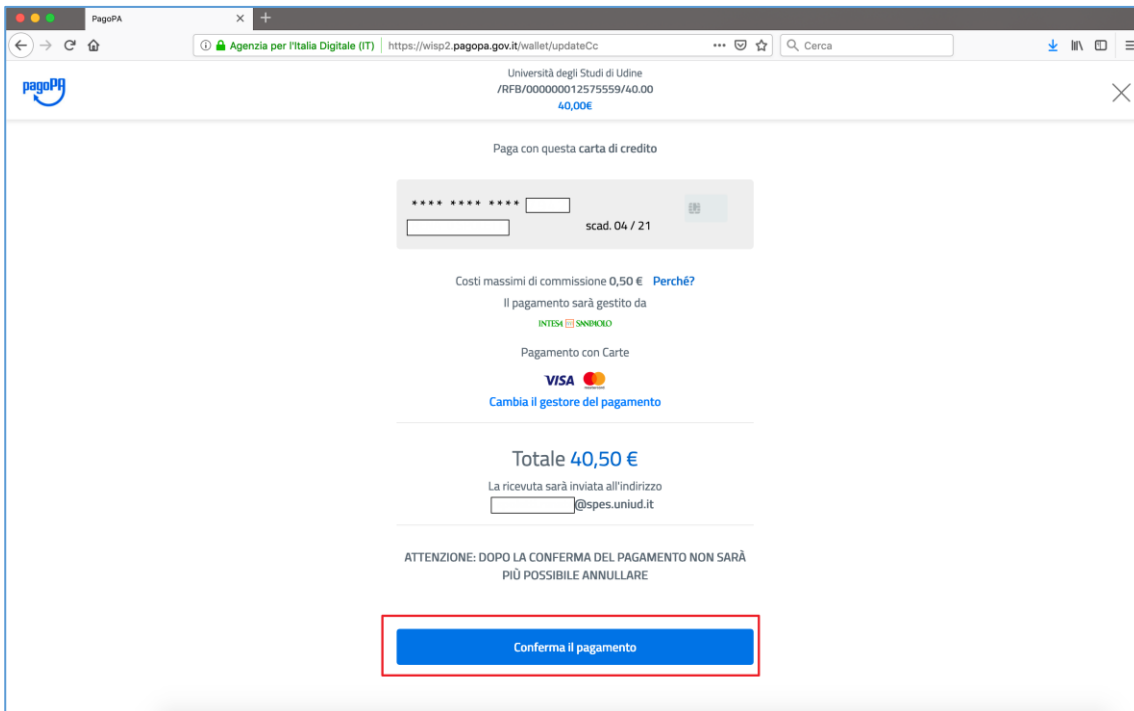 PagoPA
Agenzia per l'Italia Digitale (IT) https://wisp2.pagopa.gov.it/wallet/updateCc Cerca
pagoPA
Università degli Studi di Udine
/RFB/000000012575559/40.00
40,00€
Paga con questa carta di credito
**** **** ****
scad. 04 / 21
Costi massimi di commissione 0,50 € Perché?
Il pagamento sarà gestito da
INTESA SANPAOLO
Pagamento con Carte
VISA
Cambia il gestore del pagamento
Totale 40,50 €
La ricevuta sarà inviata all'indirizzo
@spes.uniud.it
ATTENZIONE: DOPO LA CONFERMA DEL PAGAMENTO NON SARÀ
PIÙ POSSIBILE ANNULLARE
Conferma il pagamento